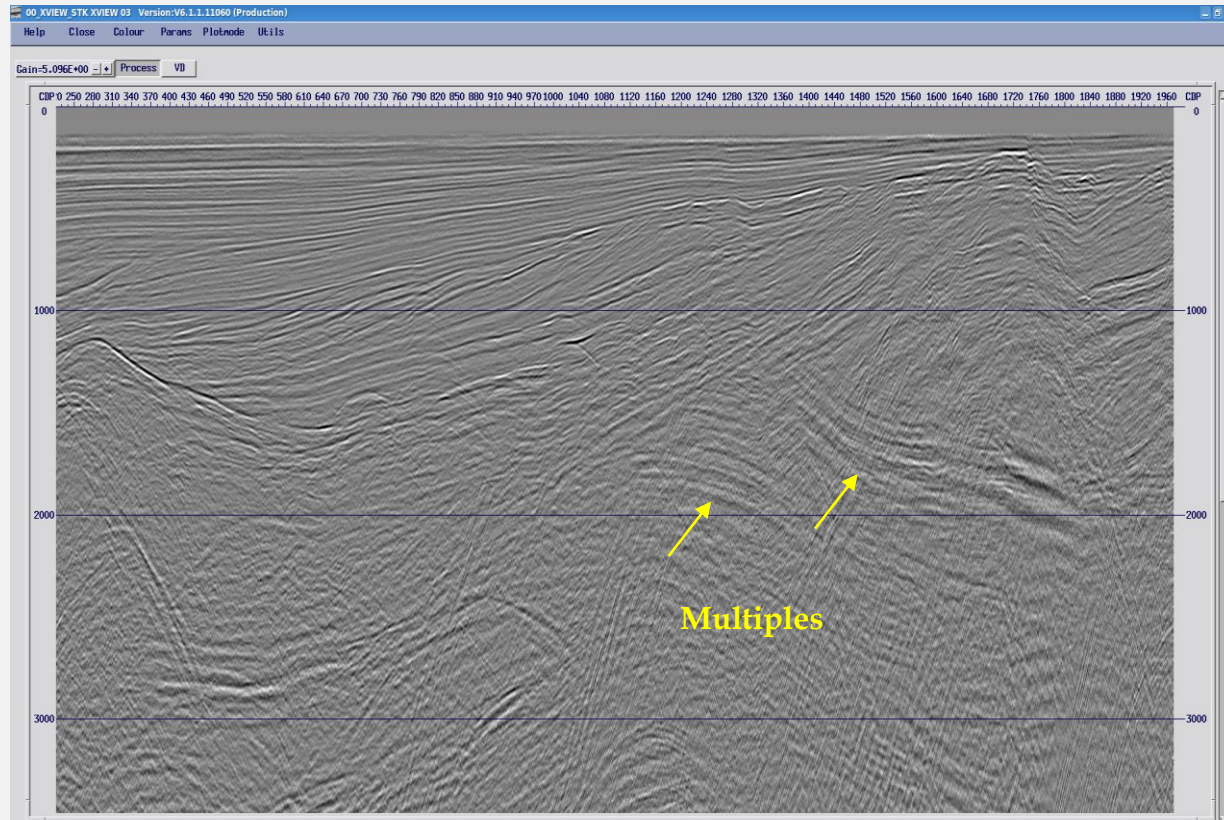 00_XVIEW_STK XVIEW 03 Version:V6.1.1.11060 (Production)
Help Close Colour Params Plotmode Utils
Gain=5.096E+00 - + Process VD
CDP 0 250 280 310 340 370 400 430 460 490 520 550 580 610 640 670 700 730 760 790 820 850 880 910 940 970 1000 1040 1080 1120 1160 1200 1240 1280 1320 1360 1400 1440 1480 1520 1560 1600 1640 1680 1720 1760 1800 1840 1880 1920 1960 CDP
0 0
1000 1000
2000 2000
Multiples
3000 3000